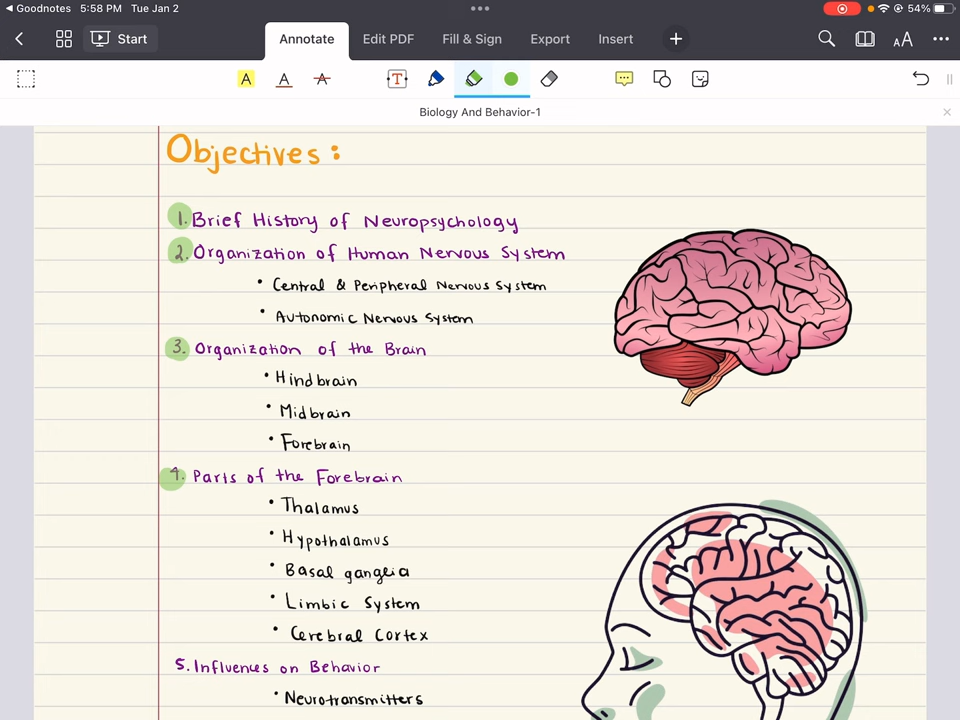 ◀ Goodnotes 5:58 PM Tue Jan 2 54%
Start Annotate Edit PDF Fill & Sign Export Insert
Biology And Behavior-1
Objectives:
1. Brief History of Neuropsychology
2. Organization of Human Nervous System
• Central & Peripheral Nervous System
• Autonomic Nervous System
3. Organization of the Brain
• Hindbrain
• Midbrain
• Forebrain
4. Parts of the Forebrain
• Thalamus
• Hypothalamus
• Basal ganglia
• Limbic System
• Cerebral Cortex
5. Influences on Behavior
• Neurotransmitters